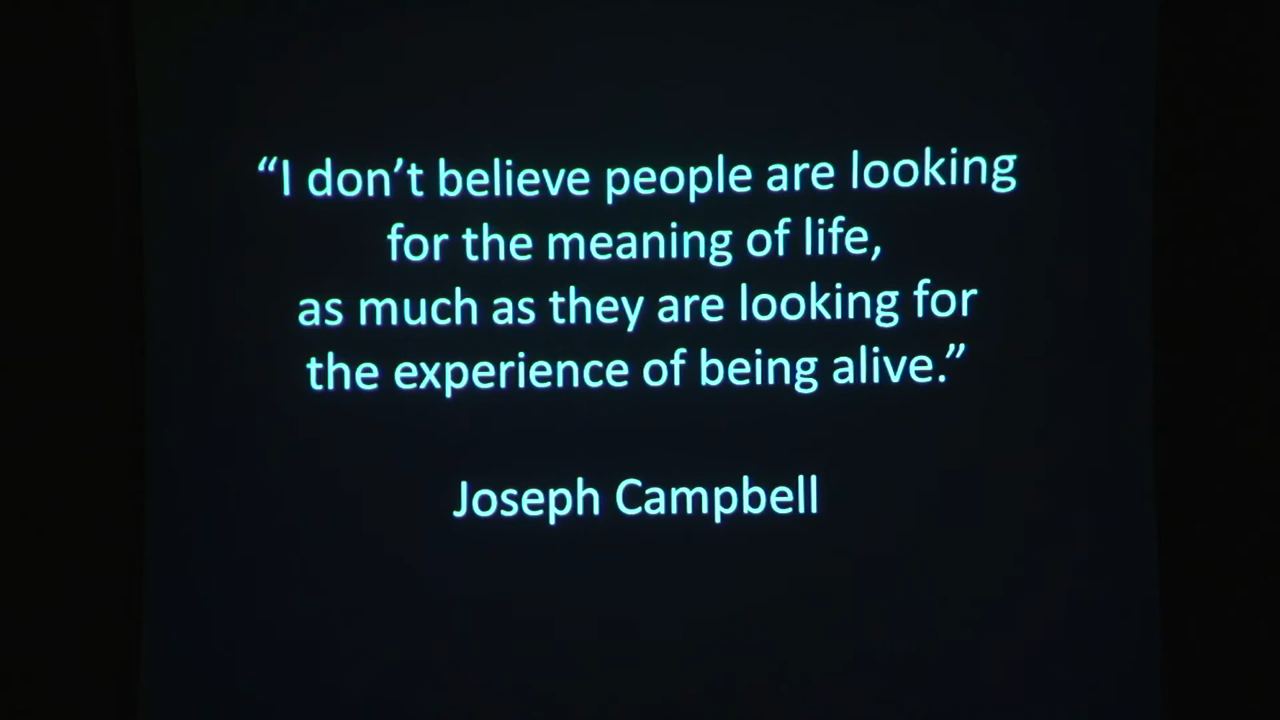 “I don’t believe people are looking
for the meaning of life,
as much as they are looking for
the experience of being alive.”
Joseph Campbell